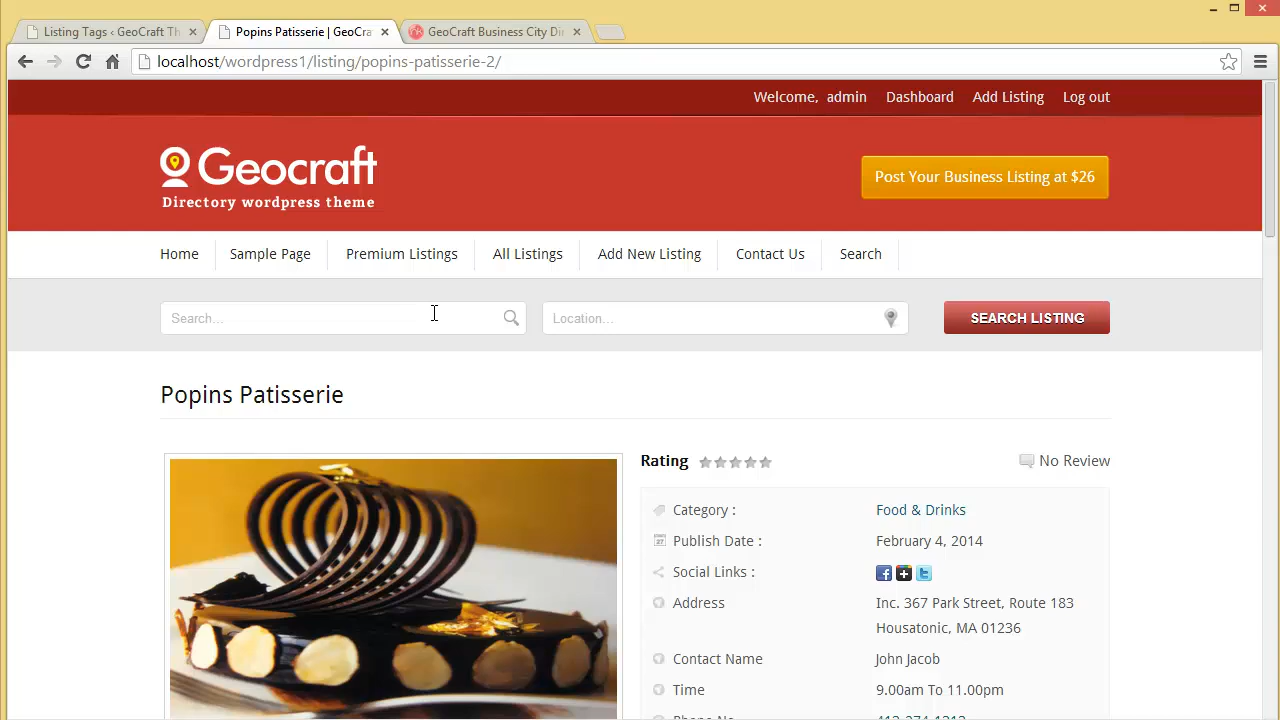 Listing Tags ‹ GeoCraft Th
Popins Patisserie | GeoCra
GeoCraft Business City Di
localhost/wordpress1/listing/popins-patisserie-2/
Welcome, admin Dashboard Add Listing Log out
Geocraft
Directory wordpress theme
Post Your Business Listing at $26
Home Sample Page Premium Listings All Listings Add New Listing Contact Us Search
Search... Location... SEARCH LISTING
Popins Patisserie
Rating No Review
Category : Food & Drinks
Publish Date : February 4, 2014
Social Links :
Address Inc. 367 Park Street, Route 183
Housatonic, MA 01236
Contact Name John Jacob
Time 9.00am To 11.00pm